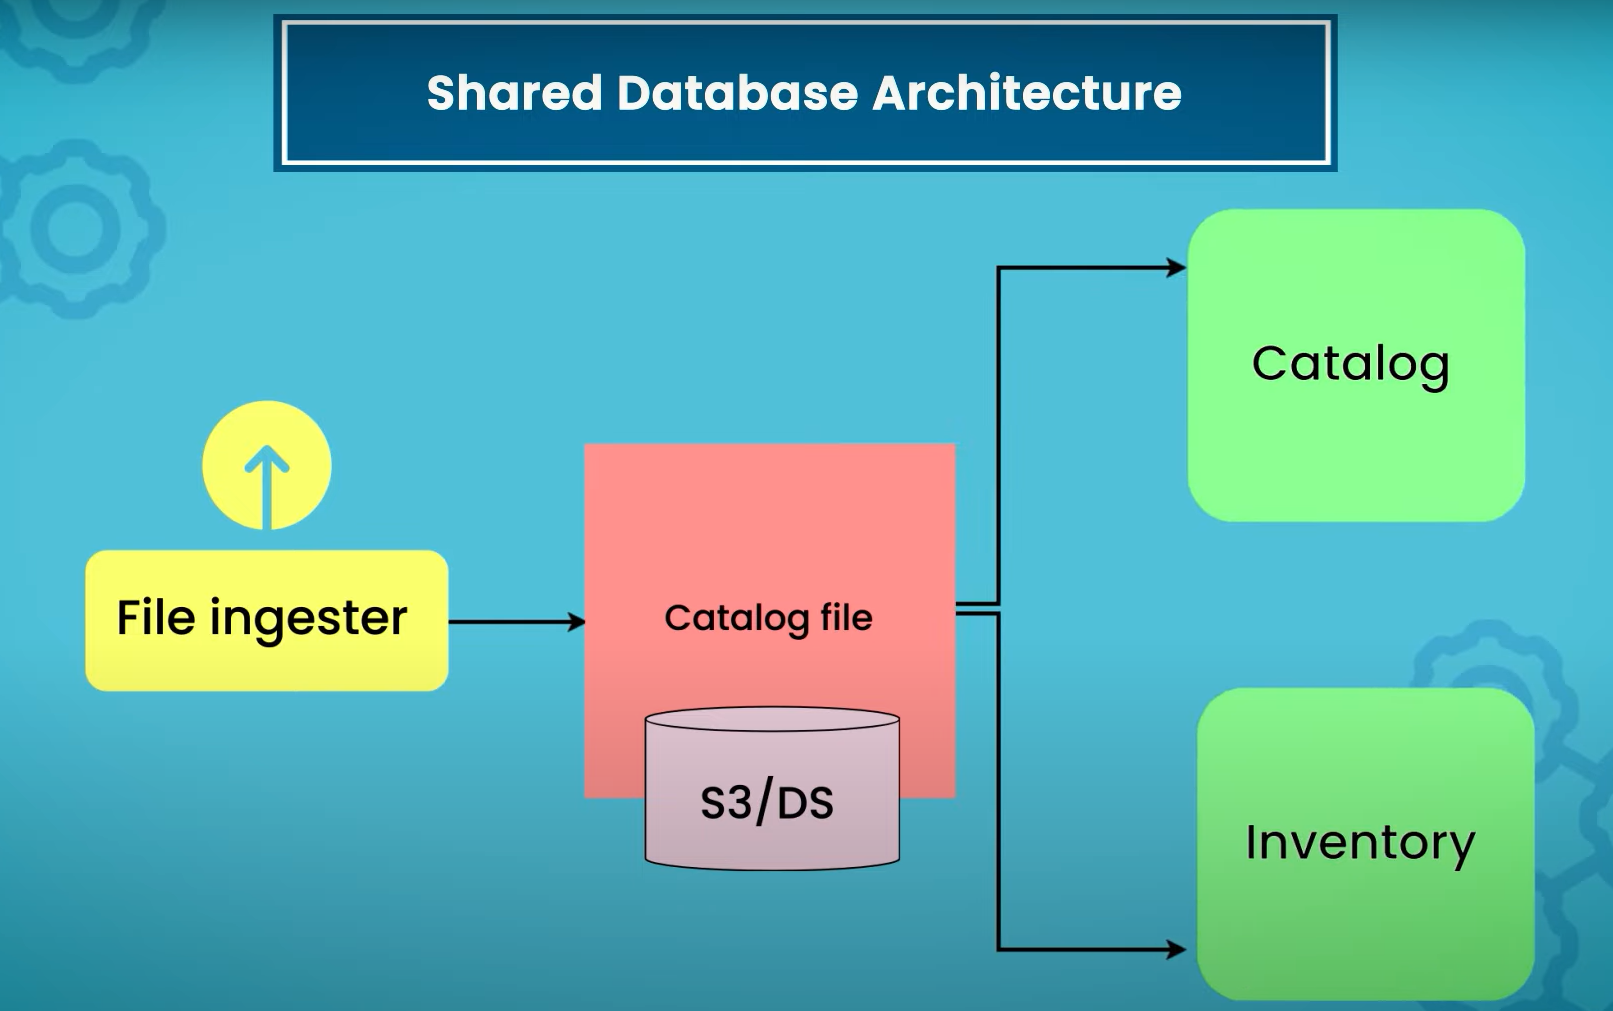 Shared Database Architecture
Catalog
File ingester
Catalog file
S3/DS
Inventory